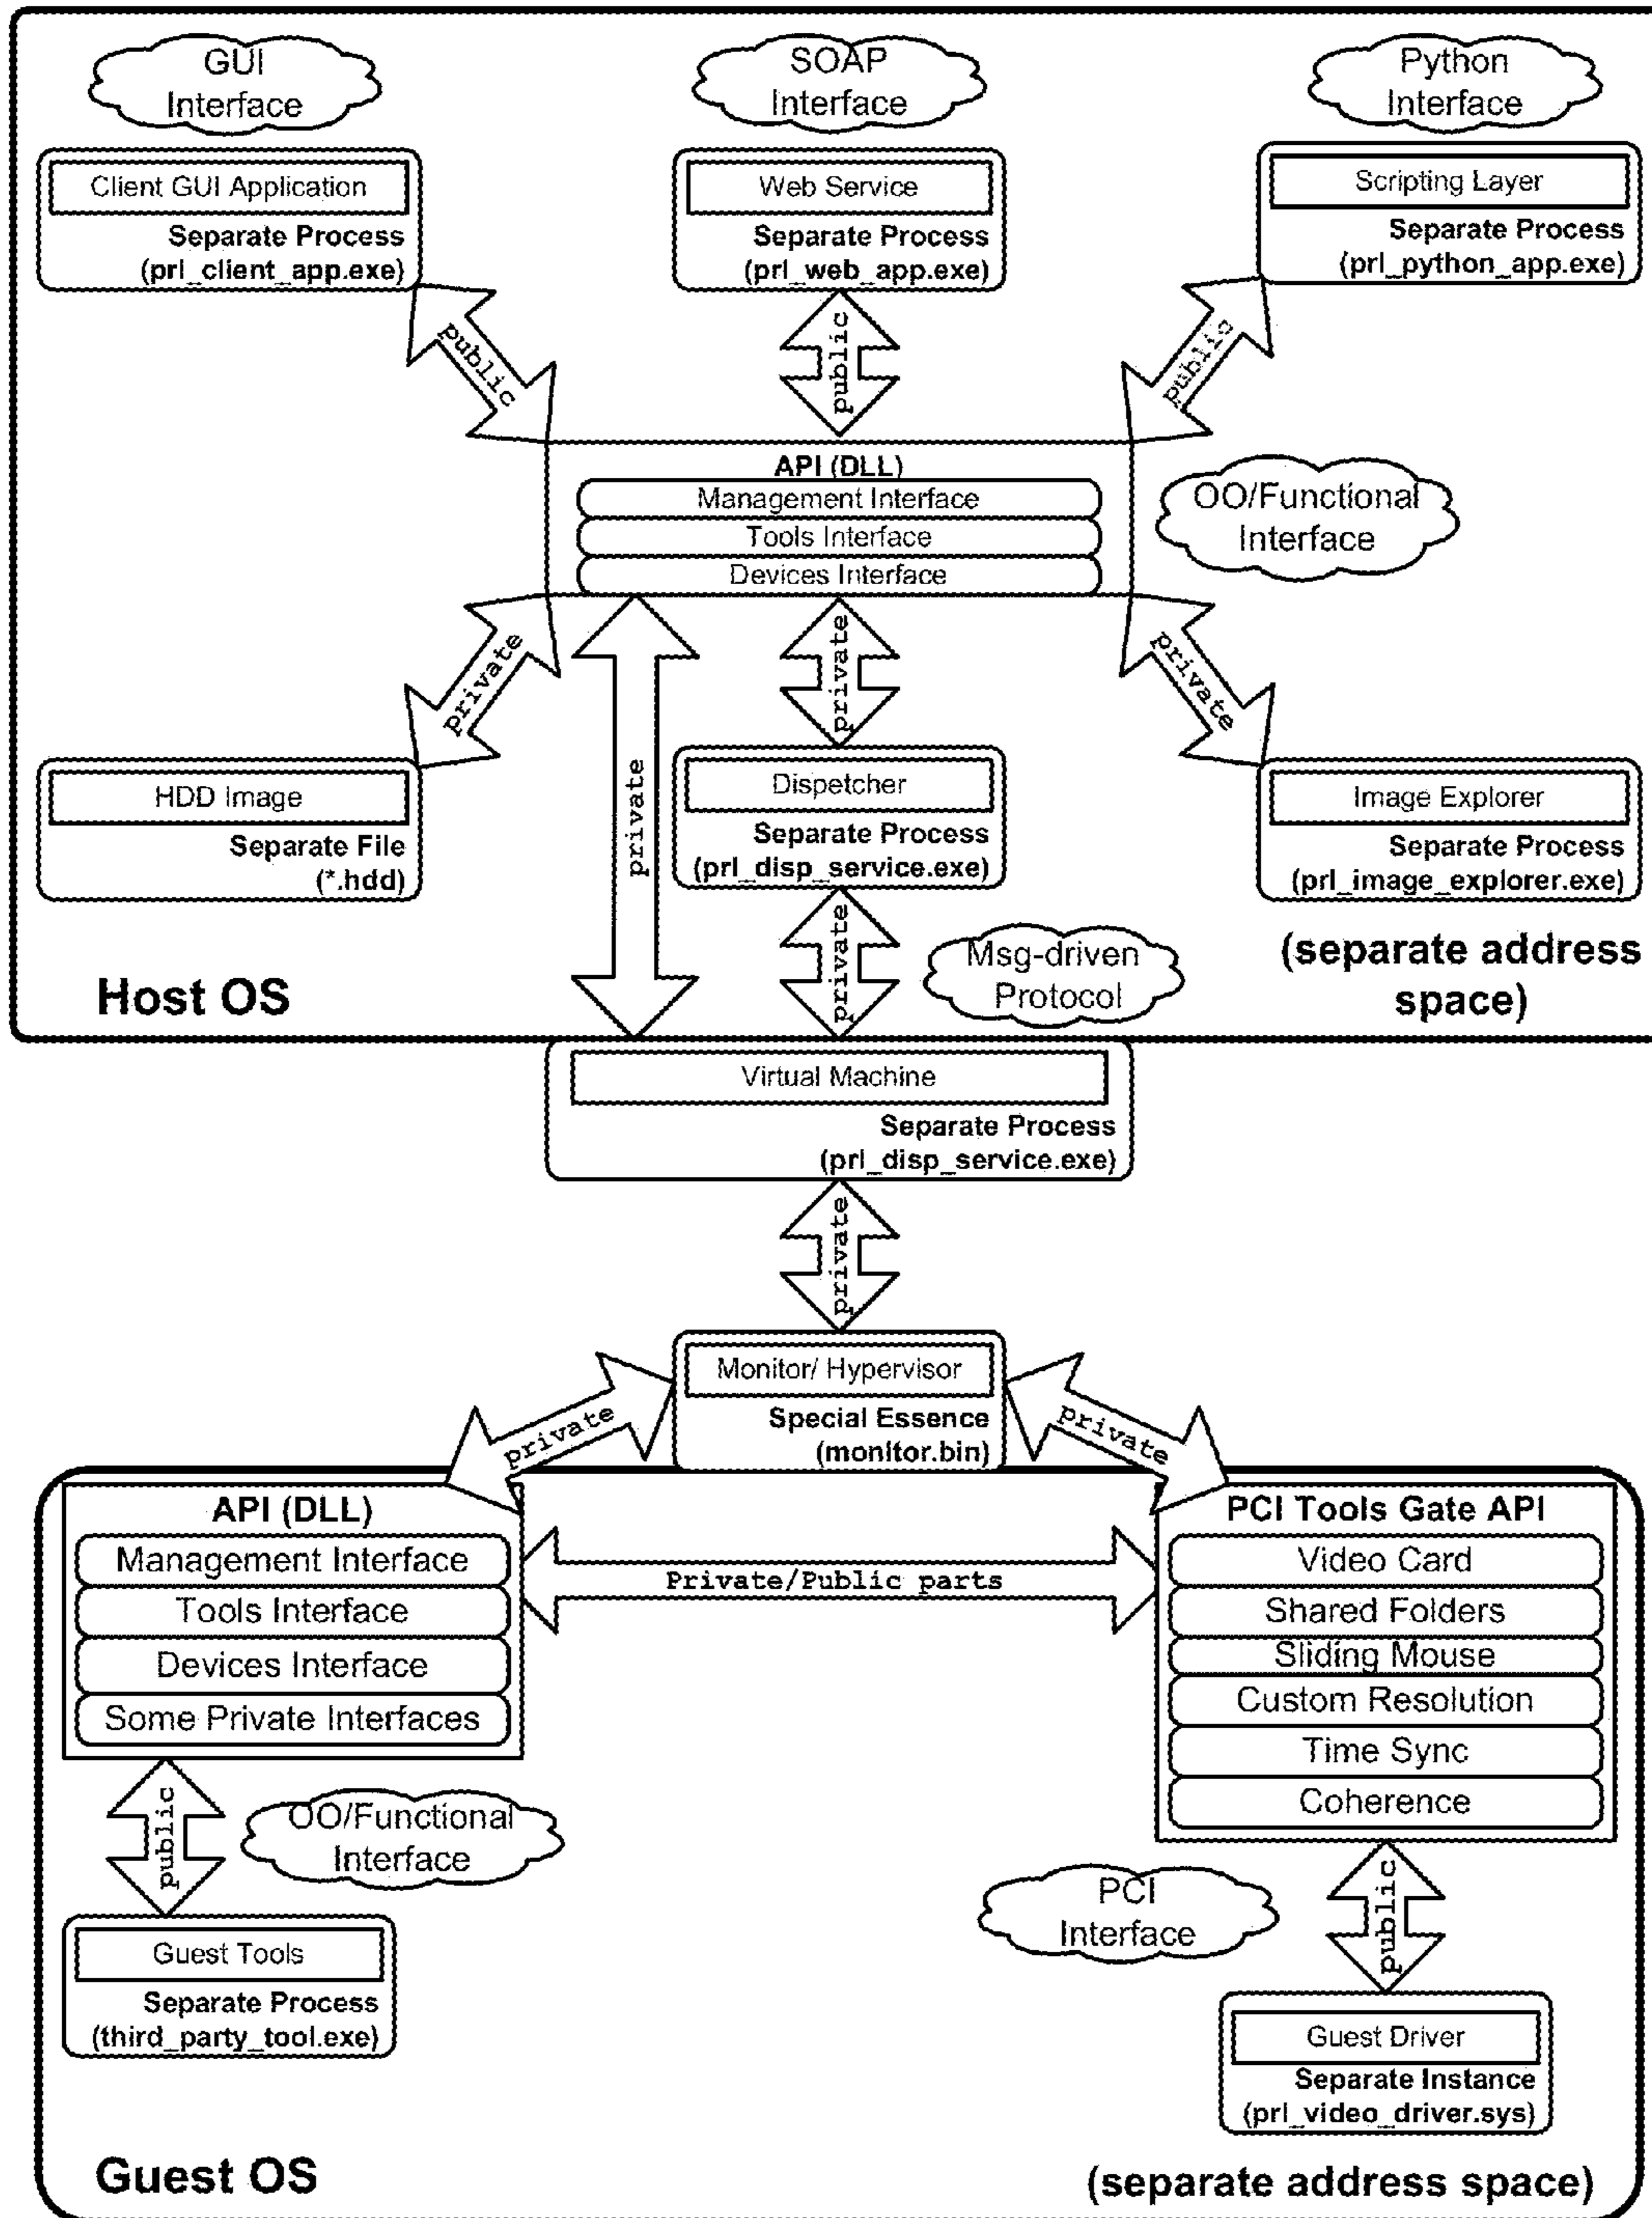 GUI
Interface
SOAP
Interface
Python
Interface
Client GUI Application
Separate Process
(prl_client_app.exe)
Web Service
Separate Process
(prl_web_app.exe)
Scripting Layer
Separate Process
(prl_python_app.exe)
public
public
public
API (DLL)
Management Interface
Tools Interface
Devices Interface
OO/Functional
Interface
private
private
private
private
HDD Image
Separate File
(*.hdd)
Dispetcher
Separate Process
(prl_disp_service.exe)
Image Explorer
Separate Process
(prl_image_explorer.exe)
private
Msg-driven
Protocol
Host OS
(separate address
space)
Virtual Machine
Separate Process
(prl_disp_service.exe)
private
Monitor/ Hypervisor
Special Essence
(monitor.bin)
private
private
API (DLL)
Management Interface
Tools Interface
Devices Interface
Some Private Interfaces
Private/Public parts
PCI Tools Gate API
Video Card
Shared Folders
Sliding Mouse
Custom Resolution
Time Sync
Coherence
public
OO/Functional
Interface
PCI
Interface
public
Guest Tools
Separate Process
(third_party_tool.exe)
Guest Driver
Separate Instance
(prl_video_driver.sys)
Guest OS
(separate address space)